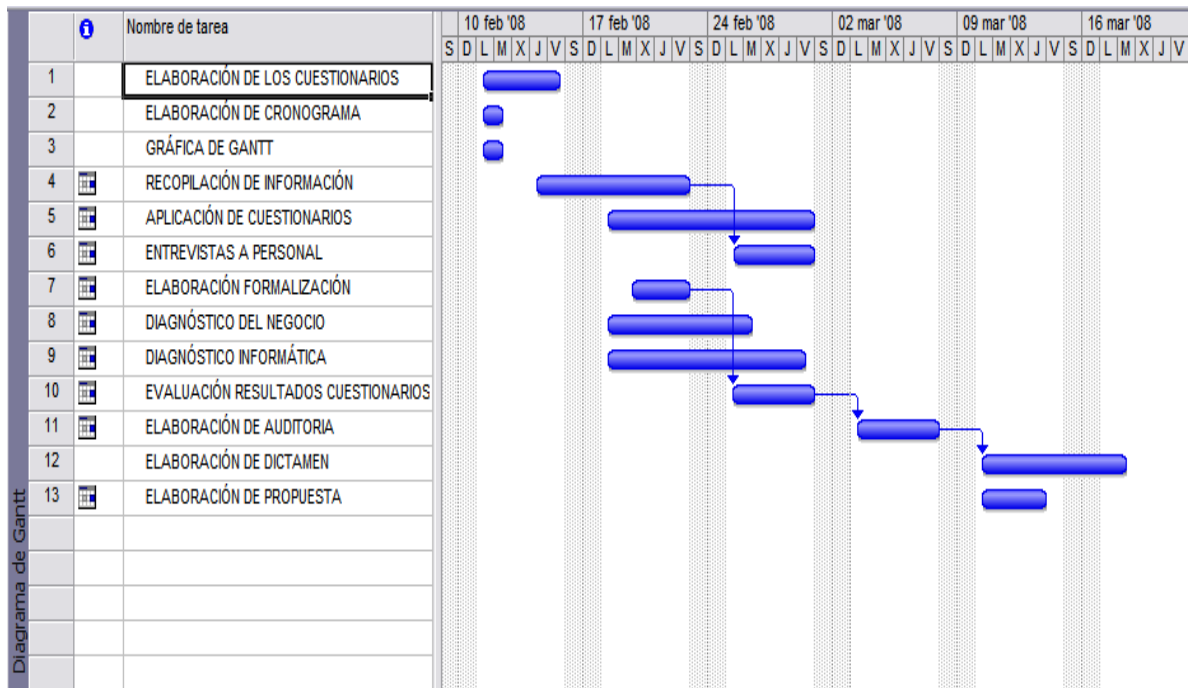 Nombre de tarea
10 feb '08 17 feb '08 24 feb '08 02 mar '08 09 mar '08 16 mar '08
S D L M X J V S D L M X J V S D L M X J V S D L M X J V S D L M X J V S D L M X J V
1 ELABORACIÓN DE LOS CUESTIONARIOS
2 ELABORACIÓN DE CRONOGRAMA
3 GRÁFICA DE GANTT
4 RECOPILACIÓN DE INFORMACIÓN
5 APLICACIÓN DE CUESTIONARIOS
6 ENTREVISTAS A PERSONAL
7 ELABORACIÓN FORMALIZACIÓN
8 DIAGNÓSTICO DEL NEGOCIO
9 DIAGNÓSTICO INFORMÁTICA
10 EVALUACIÓN RESULTADOS CUESTIONARIOS
11 ELABORACIÓN DE AUDITORIA
12 ELABORACIÓN DE DICTAMEN
13 ELABORACIÓN DE PROPUESTA
Diagrama de Gantt